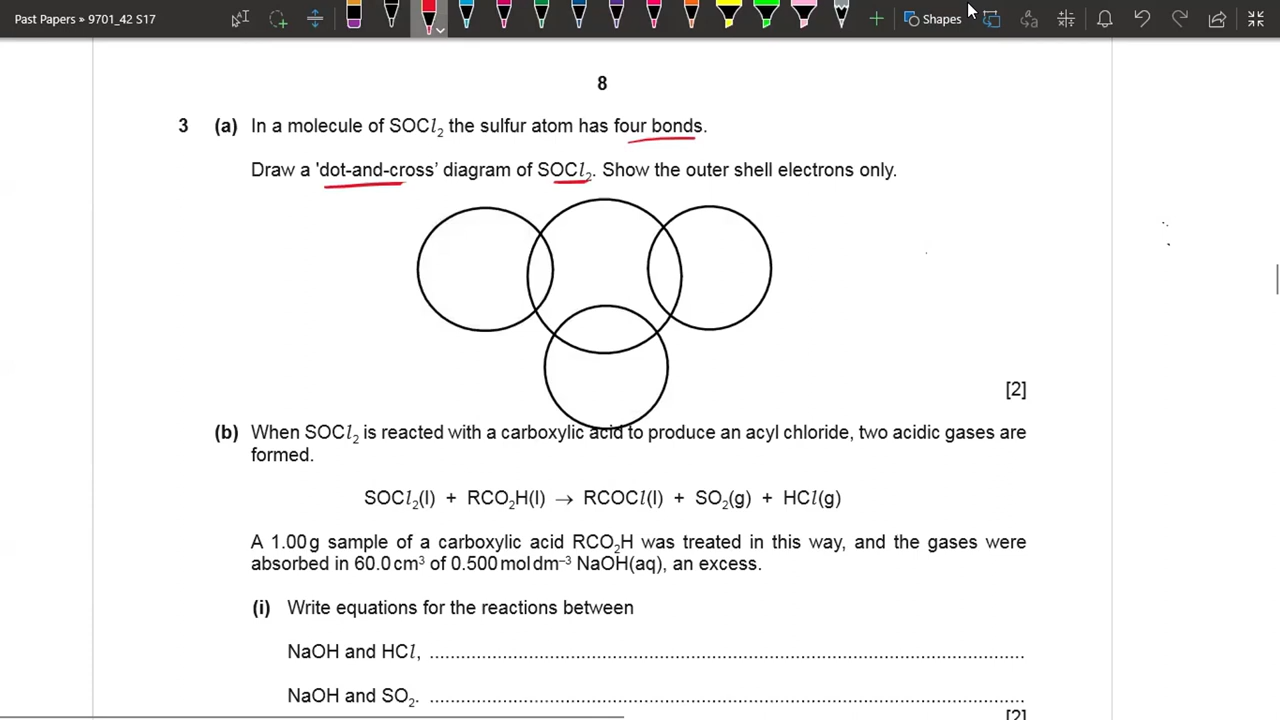 Past Papers » 9701_42 S17
Shapes
8
3 (a) In a molecule of SOCl₂ the sulfur atom has four bonds.
Draw a 'dot-and-cross’ diagram of SOCl₂. Show the outer shell electrons only.
[2]
(b) When SOCl₂ is reacted with a carboxylic acid to produce an acyl chloride, two acidic gases are
formed.
SOCl₂(l) + RCO₂H(l) → RCOCl(l) + SO₂(g) + HCl(g)
A 1.00 g sample of a carboxylic acid RCO₂H was treated in this way, and the gases were
absorbed in 60.0 cm³ of 0.500 mol dm⁻³ NaOH(aq), an excess.
(i) Write equations for the reactions between
NaOH and HCl, ........................................................................................................
NaOH and SO₂. ........................................................................................................
[2]